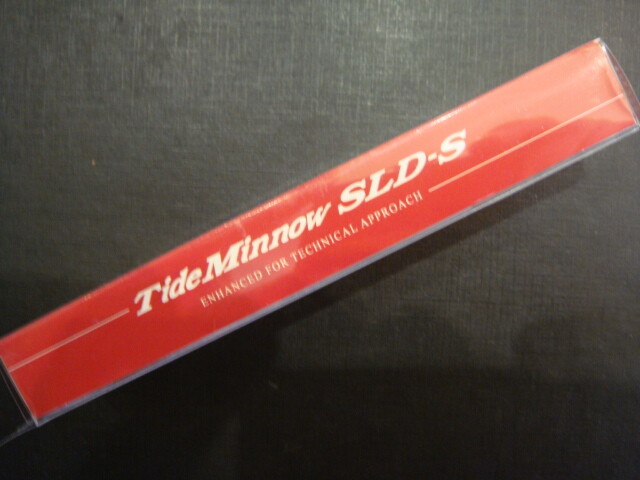 TideMinnow SLD-S
ENHANCED FOR TECHNICAL APPROACH